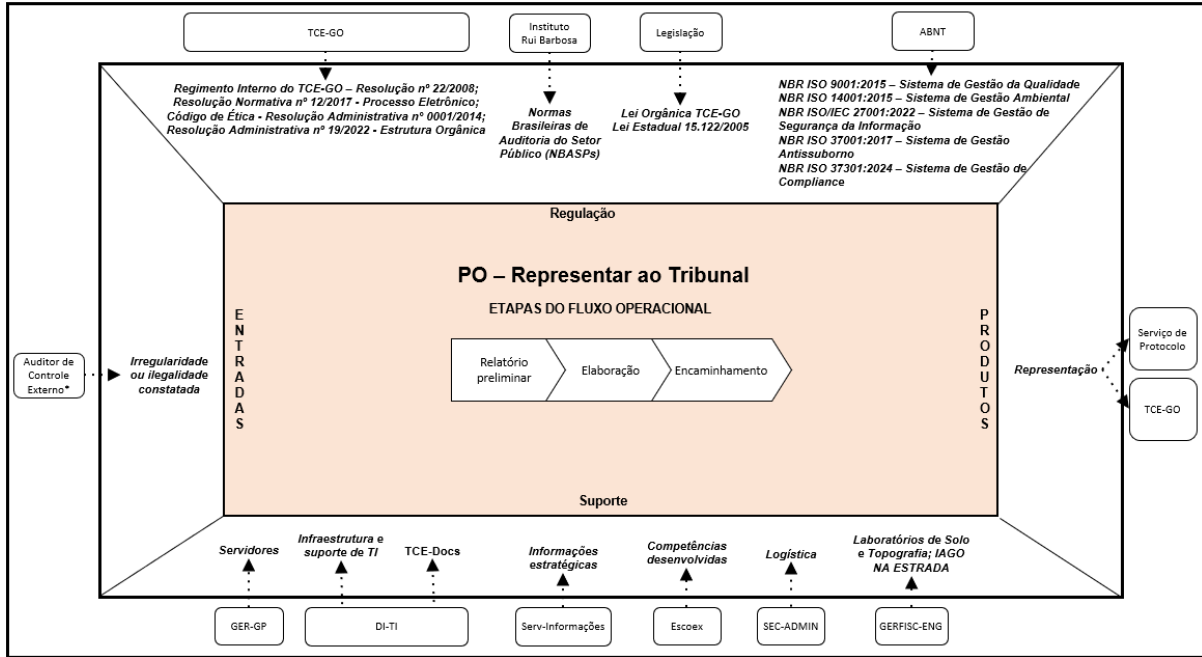 TCE-GO
Instituto
Rui Barbosa
Legislação
ABNT
Regimento Interno do TCE-GO – Resolução nº 22/2008;
Resolução Normativa nº 12/2017 - Processo Eletrônico;
Código de Ética - Resolução Administrativa nº 0001/2014;
Resolução Administrativa nº 19/2022 - Estrutura Orgânica
Normas
Brasileiras de
Auditoria do Setor
Público (NBASPs)
Lei Orgânica TCE-GO
Lei Estadual 15.122/2005
NBR ISO 9001:2015 – Sistema de Gestão da Qualidade
NBR ISO 14001:2015 – Sistema de Gestão Ambiental
NBR ISO/IEC 27001:2022 – Sistema de Gestão de
Segurança da Informação
NBR ISO 37001:2017 – Sistema de Gestão
Antissuborno
NBR ISO 37301:2024 – Sistema de Gestão de
Compliance
Regulação
PO – Representar ao Tribunal
ETAPAS DO FLUXO OPERACIONAL
Relatório
preliminar
Elaboração
Encaminhamento
ENTRADAS
PRODUTOS
Auditor de
Controle
Externo*
Irregularidade
ou ilegalidade
constatada
Representação
Serviço de
Protocolo
TCE-GO
Suporte
Servidores
Infraestrutura e
suporte de TI
TCE-Docs
Informações
estratégicas
Competências
desenvolvidas
Logística
Laboratórios de Solo
e Topografia; IAGO
NA ESTRADA
GER-GP
DI-TI
Serv-Informações
Escoex
SEC-ADMIN
GERFISC-ENG